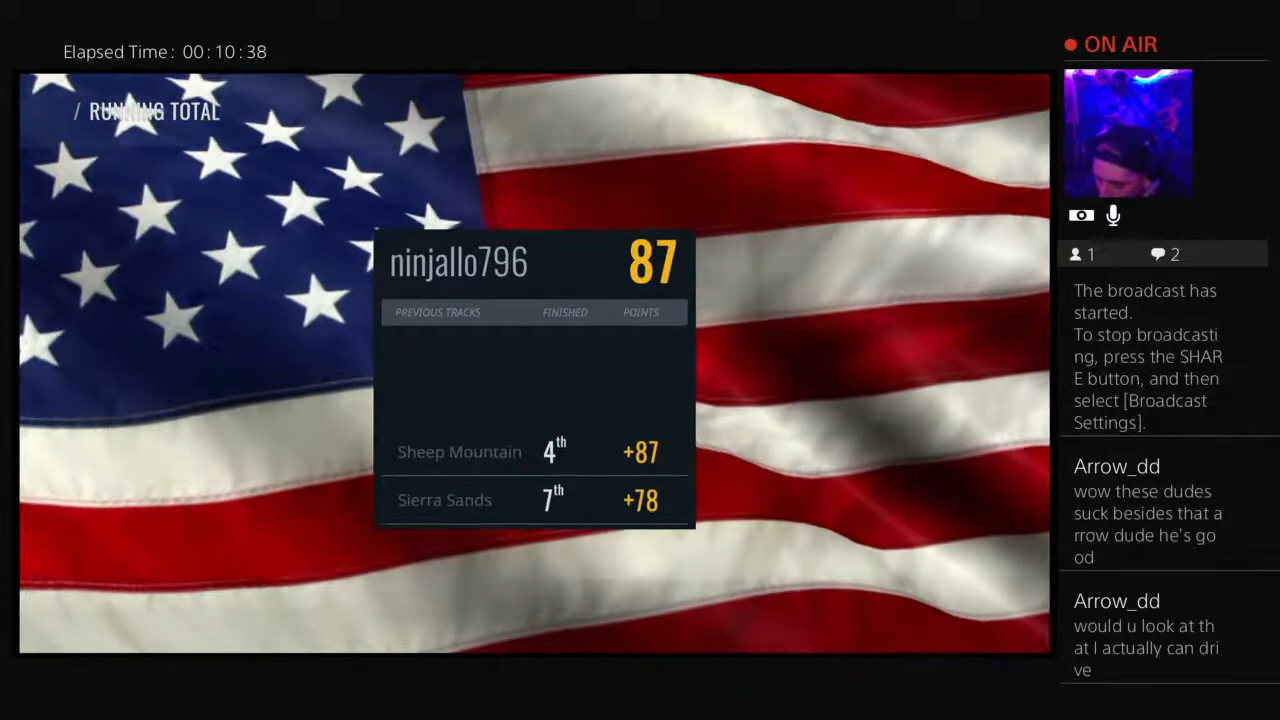 Elapsed Time: 00:10:38
ON AIR
/ RUNNING TOTAL
ninjallo796 87
PREVIOUS TRACKS FINISHED POINTS
Sheep Mountain 4th +87
Sierra Sands 7th +78
1 2
The broadcast has
started.
To stop broadcasti
ng, press the SHAR
E button, and then
select [Broadcast
Settings].
Arrow_dd
wow these dudes
suck besides that a
rrow dude he's go
od
Arrow_dd
would u look at th
at I actually can dri
ve